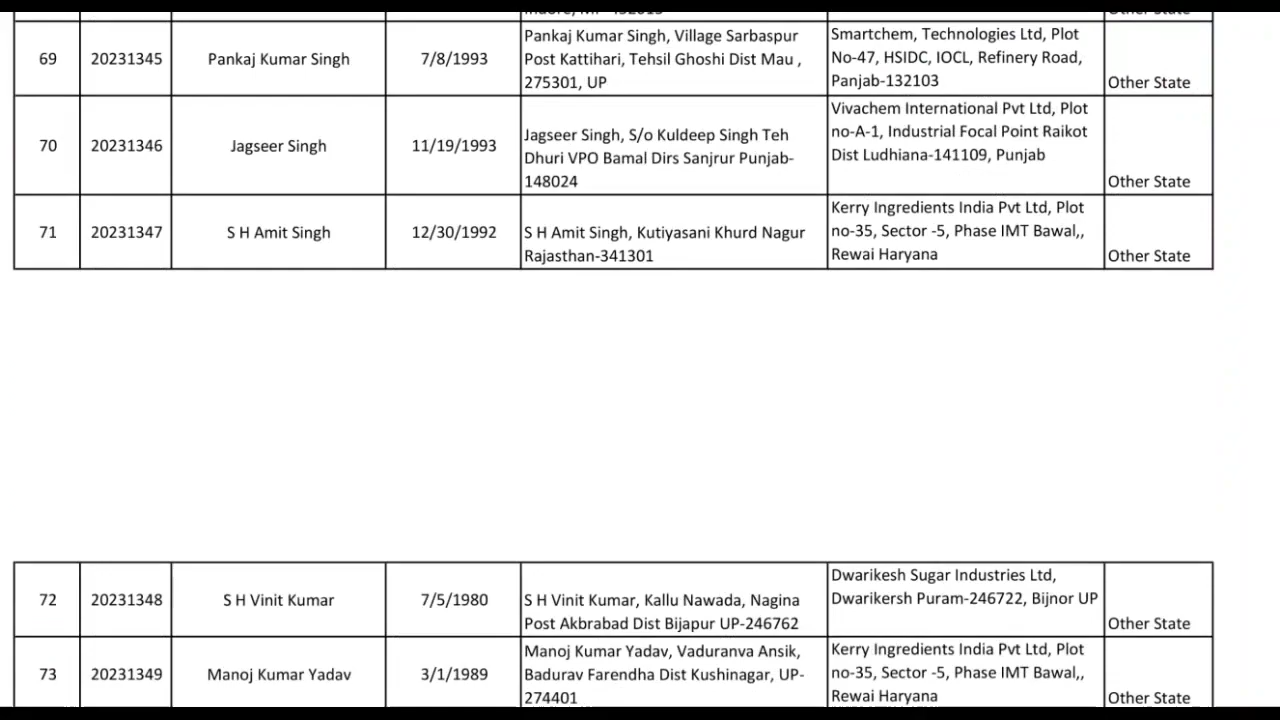 Indore, MP-452015
Other State
69 20231345 Pankaj Kumar Singh 7/8/1993
Pankaj Kumar Singh, Village Sarbaspur
Post Kattihari, Tehsil Ghoshi Dist Mau ,
275301, UP
Smartchem, Technologies Ltd, Plot
No-47, HSIDC, IOCL, Refinery Road,
Panjab-132103
Other State
70 20231346 Jagseer Singh 11/19/1993
Jagseer Singh, S/o Kuldeep Singh Teh
Dhuri VPO Bamal Dirs Sanjrur Punjab-
148024
Vivachem International Pvt Ltd, Plot
no-A-1, Industrial Focal Point Raikot
Dist Ludhiana-141109, Punjab
Other State
71 20231347 S H Amit Singh 12/30/1992
S H Amit Singh, Kutiyasani Khurd Nagur
Rajasthan-341301
Kerry Ingredients India Pvt Ltd, Plot
no-35, Sector -5, Phase IMT Bawal,,
Rewai Haryana
Other State
72 20231348 S H Vinit Kumar 7/5/1980
S H Vinit Kumar, Kallu Nawada, Nagina
Post Akbrabad Dist Bijapur UP-246762
Dwarikesh Sugar Industries Ltd,
Dwarikersh Puram-246722, Bijnor UP
Other State
73 20231349 Manoj Kumar Yadav 3/1/1989
Manoj Kumar Yadav, Vaduranva Ansik,
Badurav Farendha Dist Kushinagar, UP-
274401
Kerry Ingredients India Pvt Ltd, Plot
no-35, Sector -5, Phase IMT Bawal,,
Rewai Haryana
Other State